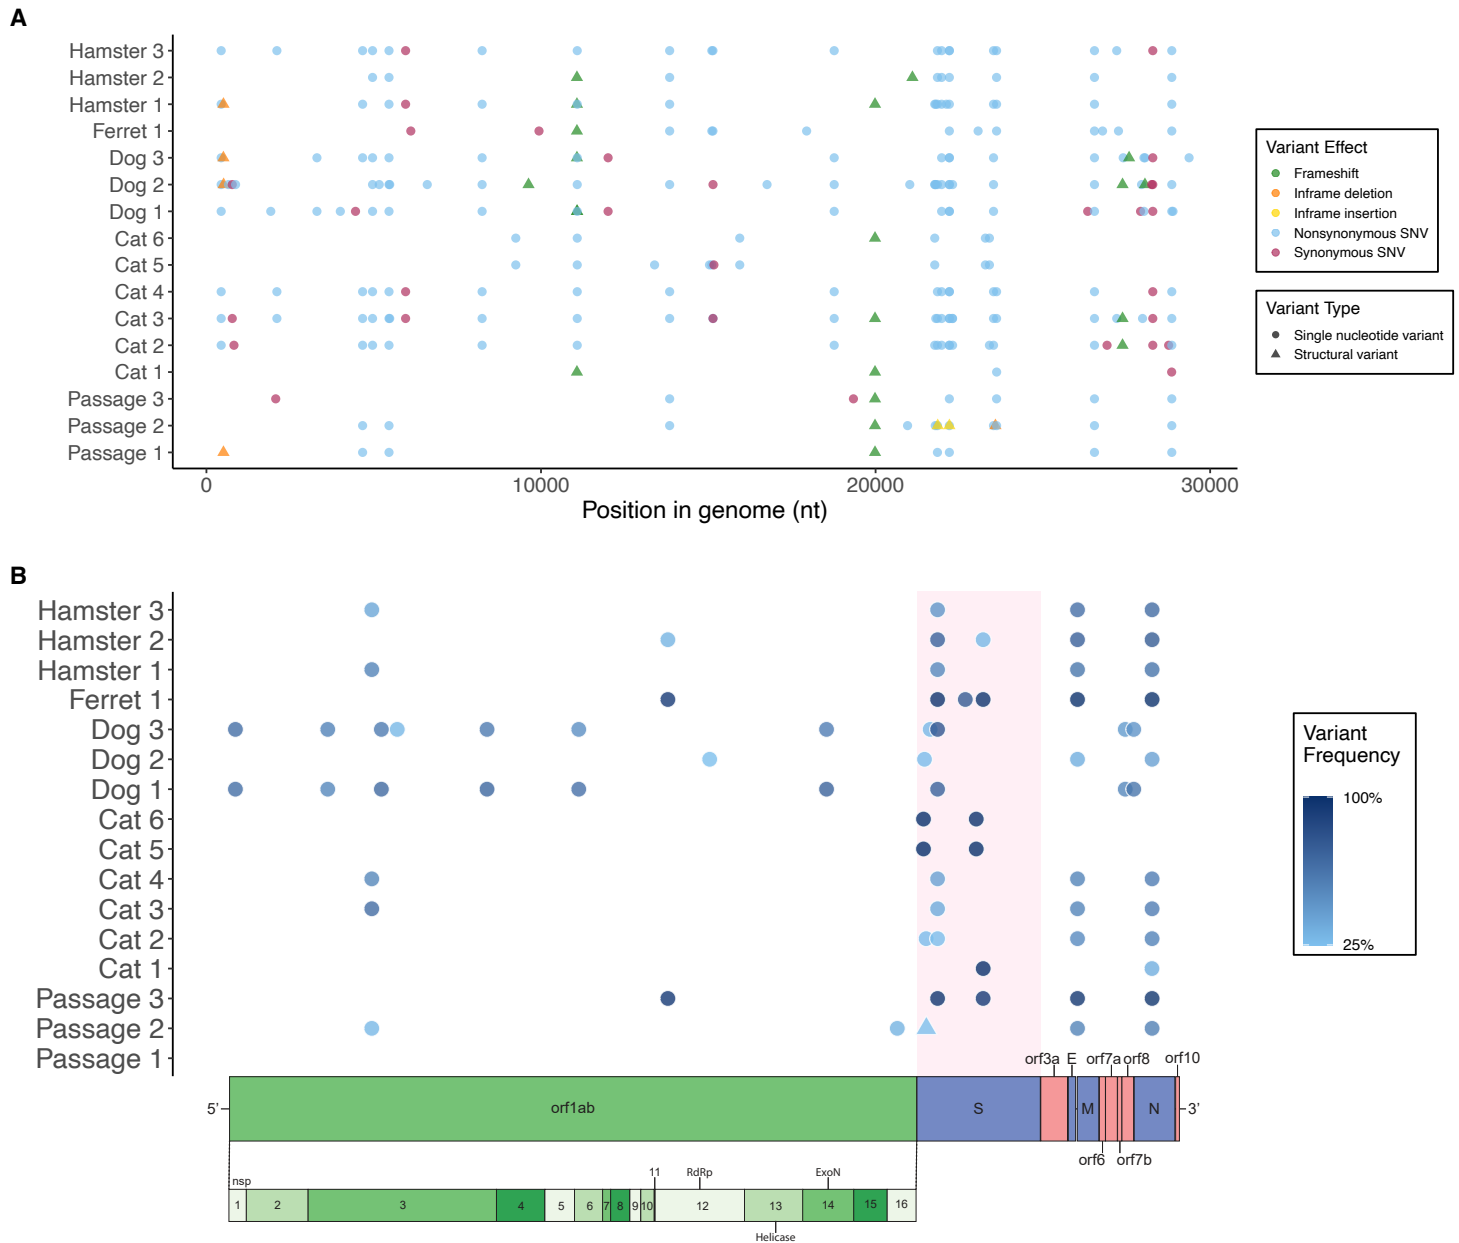 A
Hamster 3
Hamster 2
Hamster 1
Ferret 1
Dog 3
Dog 2
Dog 1
Cat 6
Cat 5
Cat 4
Cat 3
Cat 2
Cat 1
Passage 3
Passage 2
Passage 1
0 10000 20000 30000
Position in genome (nt)
Variant Effect
Frameshift
Inframe deletion
Inframe insertion
Nonsynonymous SNV
Synonymous SNV
Variant Type
Single nucleotide variant
Structural variant
B
Hamster 3
Hamster 2
Hamster 1
Ferret 1
Dog 3
Dog 2
Dog 1
Cat 6
Cat 5
Cat 4
Cat 3
Cat 2
Cat 1
Passage 3
Passage 2
Passage 1
Variant
Frequency
100%
25%
orf3a E orf7a orf8 orf10
5’ orf1ab S M N 3’
orf6 orf7b
nsp 11 RdRp ExoN
1 2 3 4 5 6 7 8 9 10 12 13 14 15 16
Helicase